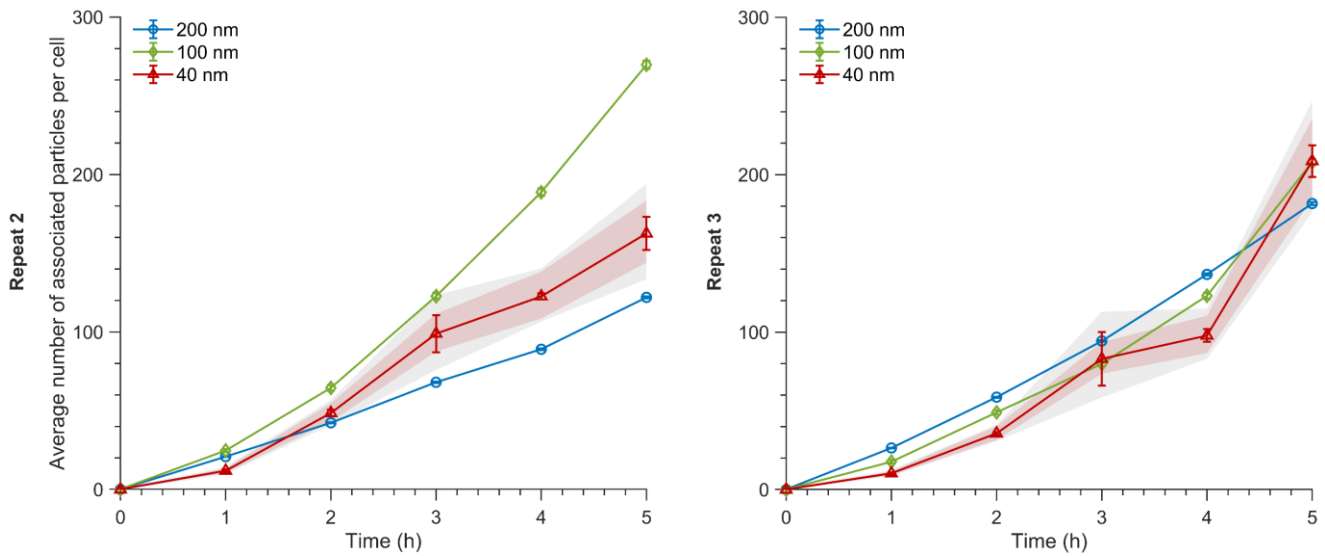 Repeat 2
Average number of associated particles per cell
300
200
100
0
200 nm
100 nm
40 nm
0 1 2 3 4 5
Time (h)
Repeat 3
300
200
100
0
200 nm
100 nm
40 nm
0 1 2 3 4 5
Time (h)